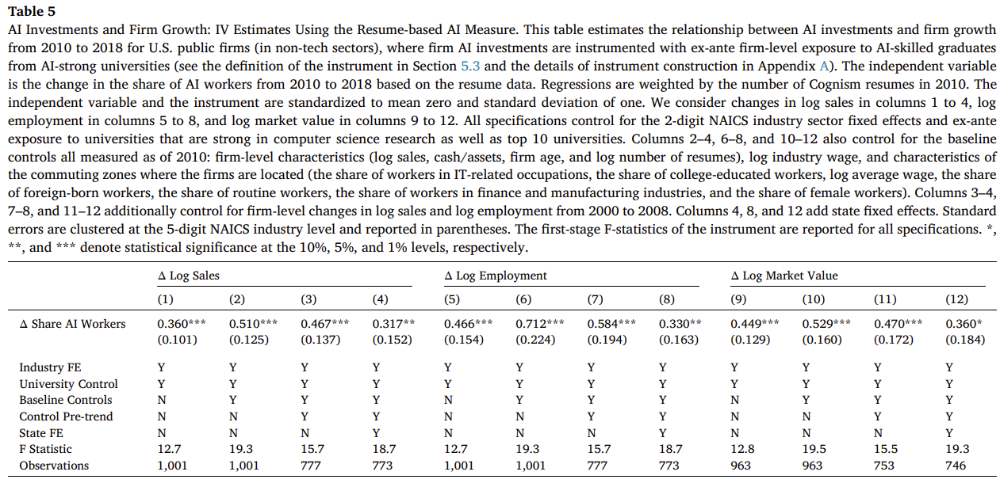 Table 5
AI Investments and Firm Growth: IV Estimates Using the Resume-based AI Measure. This table estimates the relationship between AI investments and firm growth
from 2010 to 2018 for U.S. public firms (in non-tech sectors), where firm AI investments are instrumented with ex-ante firm-level exposure to AI-skilled graduates
from AI-strong universities (see the definition of the instrument in Section 5.3 and the details of instrument construction in Appendix A). The independent variable
is the change in the share of AI workers from 2010 to 2018 based on the resume data. Regressions are weighted by the number of Cognism resumes in 2010. The
independent variable and the instrument are standardized to mean zero and standard deviation of one. We consider changes in log sales in columns 1 to 4, log
employment in columns 5 to 8, and log market value in columns 9 to 12. All specifications control for the 2-digit NAICS industry sector fixed effects and ex-ante
exposure to universities that are strong in computer science research as well as top 10 universities. Columns 2–4, 6–8, and 10–12 also control for the baseline
controls all measured as of 2010: firm-level characteristics (log sales, cash/assets, firm age, and log number of resumes), log industry wage, and characteristics of
the commuting zones where the firms are located (the share of workers in IT-related occupations, the share of college-educated workers, log average wage, the share
of foreign-born workers, the share of routine workers, the share of workers in finance and manufacturing industries, and the share of female workers). Columns 3–4,
7–8, and 11–12 additionally control for firm-level changes in log sales and log employment from 2000 to 2008. Columns 4, 8, and 12 add state fixed effects. Standard
errors are clustered at the 5-digit NAICS industry level and reported in parentheses. The first-stage F-statistics of the instrument are reported for all specifications. *,
**, and *** denote statistical significance at the 10%, 5%, and 1% levels, respectively.
Δ Log Sales Δ Log Employment Δ Log Market Value
(1) (2) (3) (4) (5) (6) (7) (8) (9) (10) (11) (12)
Δ Share AI Workers 0.360*** 0.510*** 0.467*** 0.317** 0.466*** 0.712*** 0.584*** 0.330** 0.449*** 0.529*** 0.470*** 0.360*
(0.101) (0.125) (0.137) (0.152) (0.154) (0.224) (0.194) (0.163) (0.129) (0.160) (0.172) (0.184)
Industry FE Y Y Y Y Y Y Y Y Y Y Y Y
University Control Y Y Y Y Y Y Y Y Y Y Y Y
Baseline Controls N Y Y Y N Y Y Y N Y Y Y
Control Pre-trend N N Y Y N N Y Y N N Y Y
State FE N N N Y N N N Y N N N Y
F Statistic 12.7 19.3 15.7 18.7 12.7 19.3 15.7 18.7 12.8 19.5 15.5 19.3
Observations 1,001 1,001 777 773 1,001 1,001 777 773 963 963 753 746